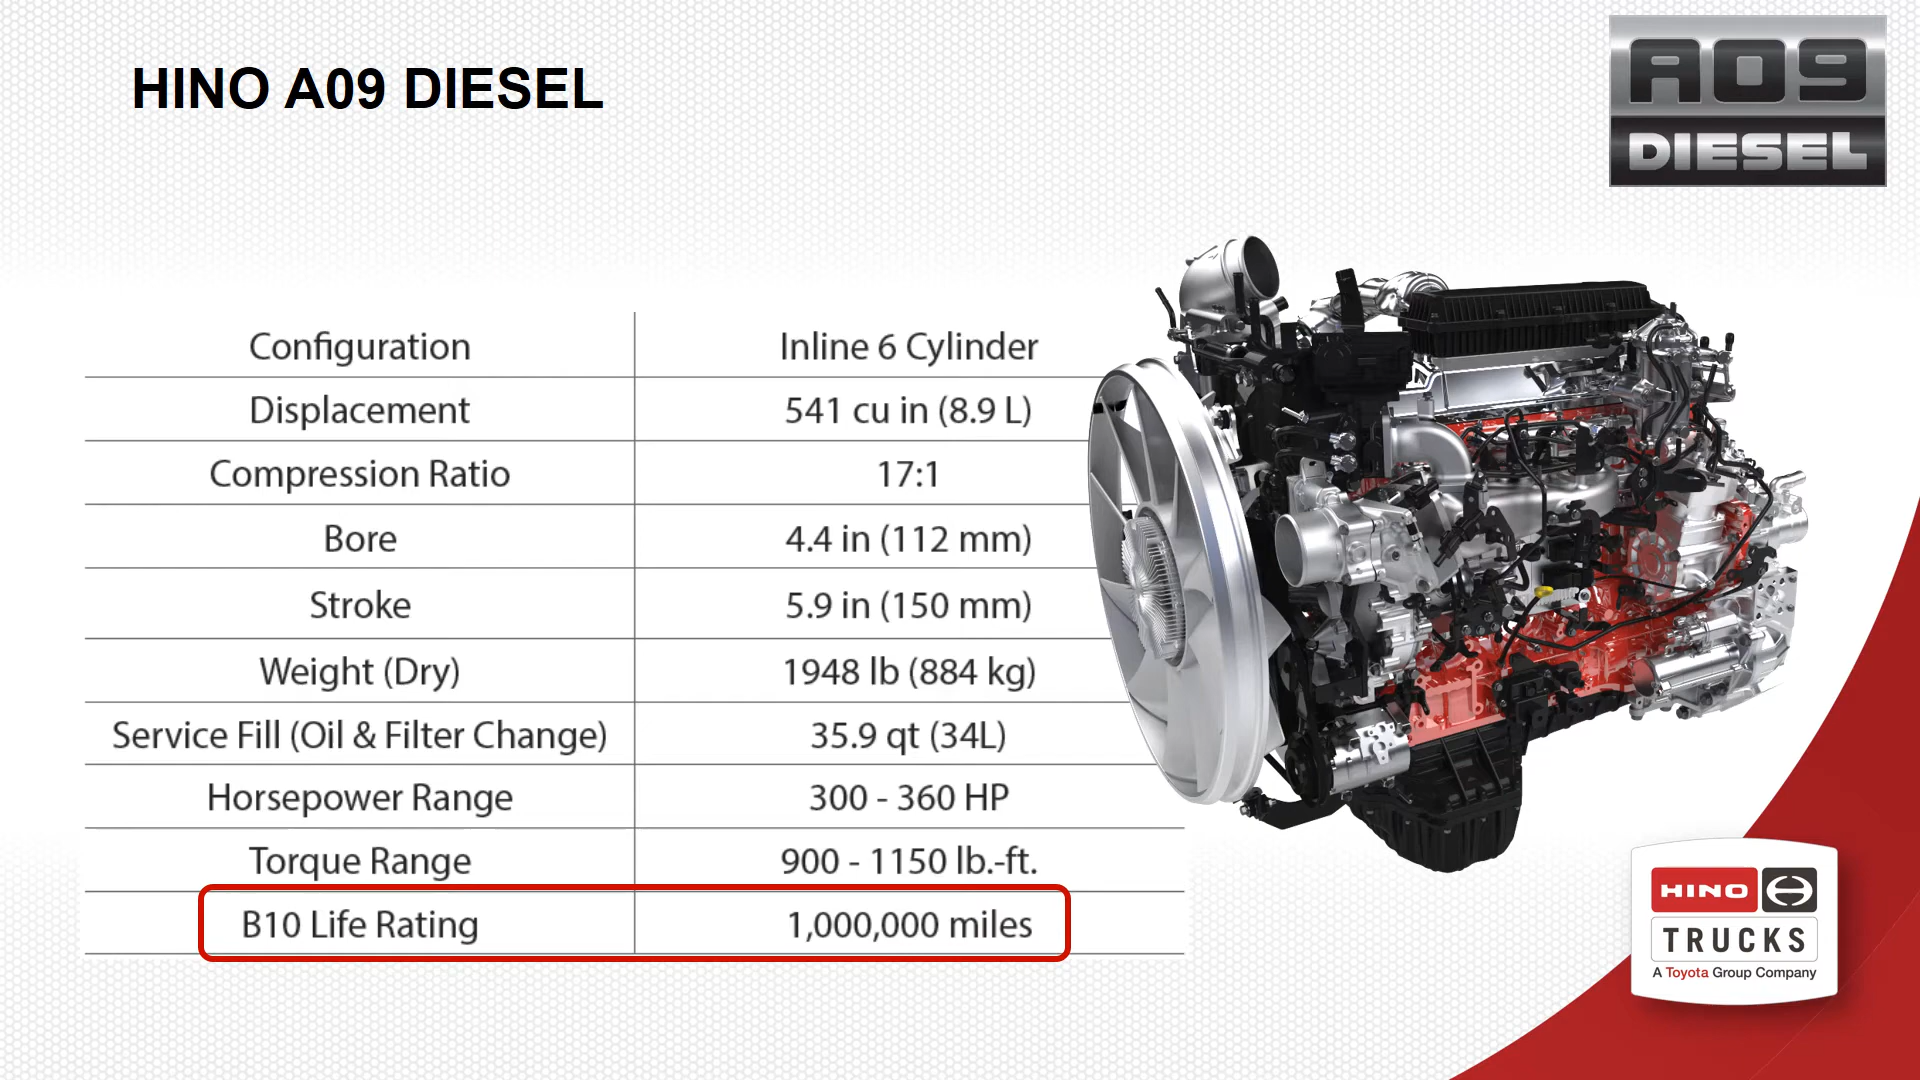 HINO A09 DIESEL
A09
DIESEL
Configuration Inline 6 Cylinder
Displacement 541 cu in (8.9 L)
Compression Ratio 17:1
Bore 4.4 in (112 mm)
Stroke 5.9 in (150 mm)
Weight (Dry) 1948 lb (884 kg)
Service Fill (Oil & Filter Change) 35.9 qt (34L)
Horsepower Range 300 - 360 HP
Torque Range 900 - 1150 lb.-ft.
B10 Life Rating 1,000,000 miles
HINO
TRUCKS
A Toyota Group Company